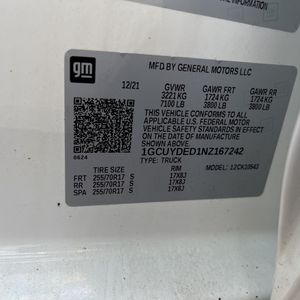 gm
MFD BY GENERAL MOTORS LLC
12/21 GVWR GAWR FRT GAWR RR
3221 KG 1724 KG 1724 KG
7100 LB 3800 LB 3800 LB
THIS VEHICLE CONFORMS TO ALL APPLICABLE
U.S. FEDERAL MOTOR VEHICLE SAFETY
STANDARDS IN EFFECT ON THE DATE
OF MANUFACTURE SHOWN ABOVE.
1GCUYDED1NZ167242
0624 TYPE: TRUCK
TIRE SIZE RIM MODEL: 12CK10543
FRT 255/70R17 S 17X8J
RR 255/70R17 S 17X8J
SPA 255/70R17 S 17X8J